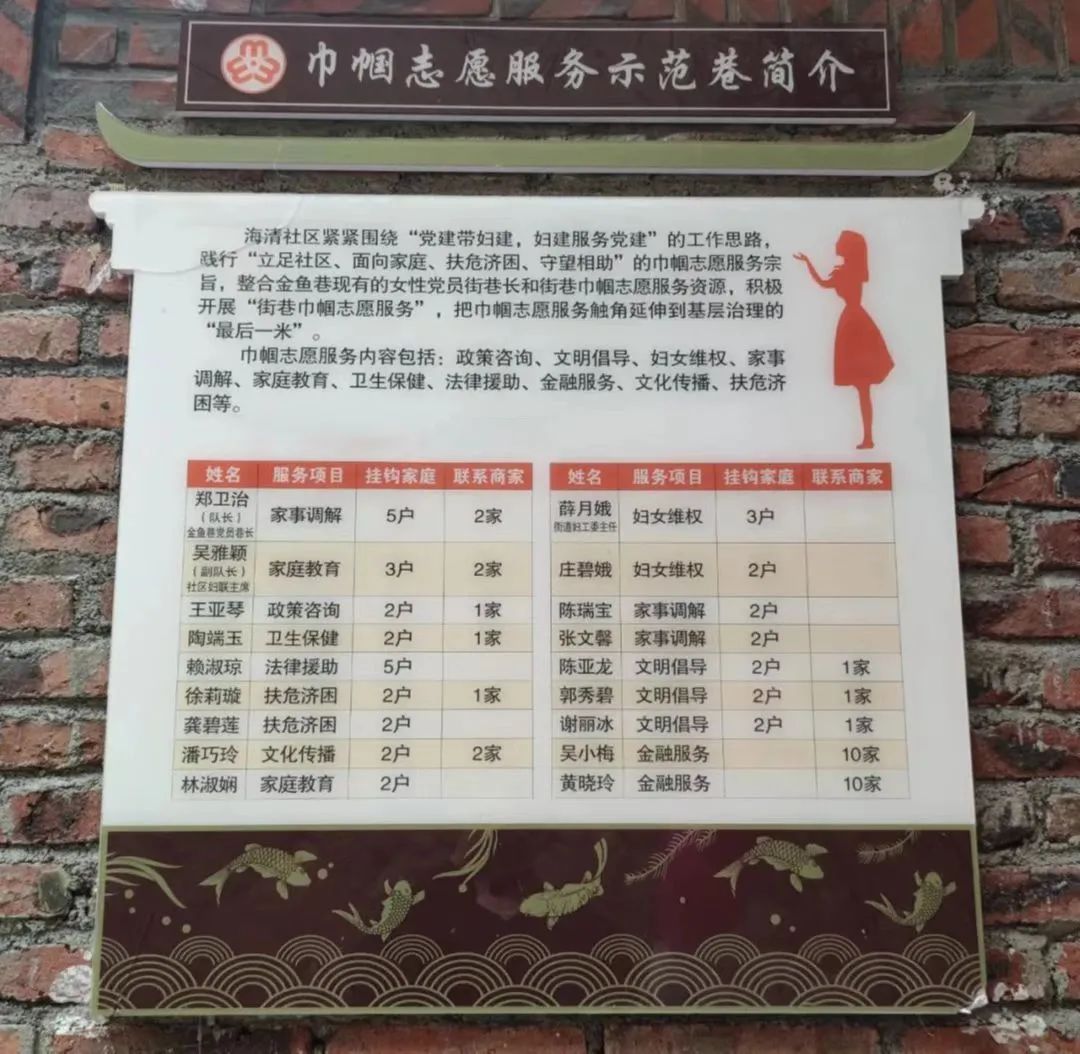 巾帼志愿服务示范巷简介
海清社区紧紧围绕“党建带妇建，妇建服务党建”的工作思路，
践行“立足社区、面向家庭、扶危济困、守望相助”的巾帼志愿服务宗
旨，整合金鱼巷现有的女性党员街巷长和街巷巾帼志愿服务资源，积极
开展“街巷巾帼志愿服务”，把巾帼志愿服务触角延伸到基层治理的
“最后一米”。
巾帼志愿服务内容包括：政策咨询、文明倡导、妇女维权、家事
调解、家庭教育、卫生保健、法律援助、金融服务、文化传播、扶危济
困等。
姓名 服务项目 挂钩家庭 联系商家
郑卫治
（队长）
金鱼巷党员巷长
家事调解 5户 2家
吴雅颖
（副队长）
社区妇联主席
家庭教育 3户 2家
王亚琴 政策咨询 2户 1家
陶端玉 卫生保健 2户 1家
赖淑琼 法律援助 5户
徐莉璇 扶危济困 2户 1家
龚碧莲 扶危济困 2户
潘巧玲 文化传播 2户 2家
林淑娴 家庭教育 2户
姓名 服务项目 挂钩家庭 联系商家
薛月娥
街道妇工委主任
妇女维权 3户
庄碧娥 妇女维权 2户
陈瑞宝 家事调解 2户
张文馨 家事调解 2户
陈亚龙 文明倡导 2户 1家
郭秀碧 文明倡导 2户 1家
谢丽冰 文明倡导 2户 1家
吴小梅 金融服务 10家
黄晓玲 金融服务 10家